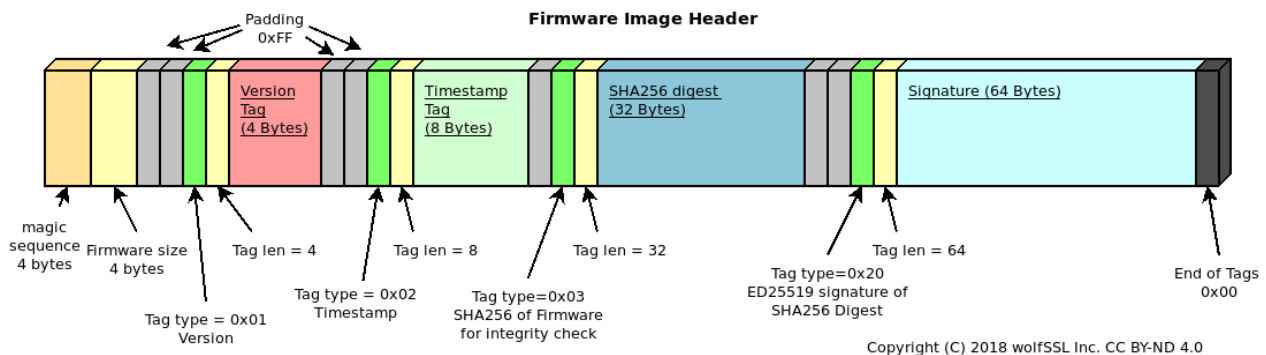 Firmware Image Header
Padding
0xFF
Version
Tag
(4 Bytes)
Timestamp
Tag
(8 Bytes)
SHA256 digest
(32 Bytes)
Signature (64 Bytes)
magic
sequence
4 bytes
Firmware size
4 bytes
Tag len = 4
Tag len = 8
Tag len = 32
Tag len = 64
Tag type = 0x01
Version
Tag type = 0x02
Timestamp
Tag type=0x03
SHA256 of Firmware
for integrity check
Tag type=0x20
ED25519 signature of
SHA256 Digest
End of Tags
0x00
Copyright (C) 2018 wolfSSL Inc. CC BY-ND 4.0